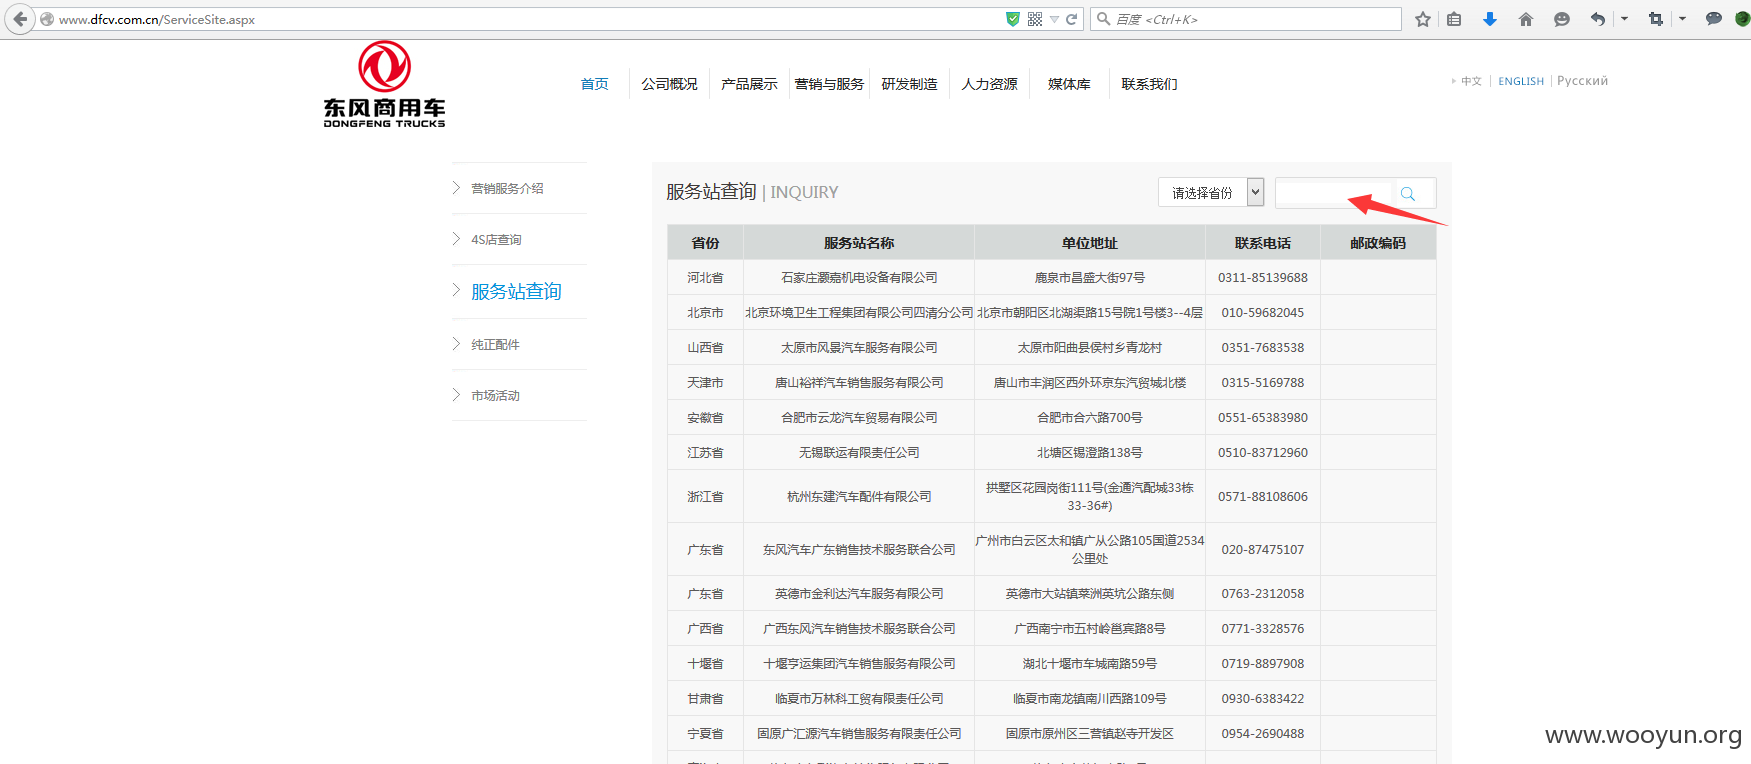 www.dfcv.com.cn/ServiceSite.aspx
百度 <Ctrl+K>
东风商用车
DONGFENG TRUCKS
首页 公司概况 产品展示 营销与服务 研发制造 人力资源 媒体库 联系我们
中文 ENGLISH Русский
营销服务介绍
4S店查询
服务站查询
纯正配件
市场活动
服务站查询 | INQUIRY 请选择省份
省份 服务站名称 单位地址 联系电话 邮政编码
河北省 石家庄灏嘉机电设备有限公司 鹿泉市昌盛大街97号 0311-85139688
北京市 北京环境卫生工程集团有限公司四清分公司 北京市朝阳区北湖渠路15号院1号楼3--4层 010-59682045
山西省 太原市风景汽车服务有限公司 太原市阳曲县侯村乡青龙村 0351-7683538
天津市 唐山裕祥汽车销售服务有限公司 唐山市丰润区西外环京东汽贸城北楼 0315-5169788
安徽省 合肥市云龙汽车贸易有限公司 合肥市合六路700号 0551-65383980
江苏省 无锡联运有限责任公司 北塘区锡澄路138号 0510-83712960
浙江省 杭州东建汽车配件有限公司 拱墅区花园岗街111号(金通汽配城33栋
33-36#) 0571-88108606
广东省 东风汽车广东销售技术服务联合公司 广州市白云区太和镇广从公路105国道2534
公里处 020-87475107
广东省 英德市金利达汽车服务有限公司 英德市大站镇菜洲英坑公路东侧 0763-2312058
广西省 广西东风汽车销售技术服务联合公司 广西南宁市五村岭邕宾路8号 0771-3328576
十堰省 十堰亨运集团汽车销售服务有限公司 湖北十堰市车城南路59号 0719-8897908
甘肃省 临夏市万林科工贸有限责任公司 临夏市南龙镇南川西路109号 0930-6383422
宁夏省 固原广汇源汽车销售服务有限责任公司 固原市原州区三营镇赵寺开发区 0954-2690488
www.wooyun.org